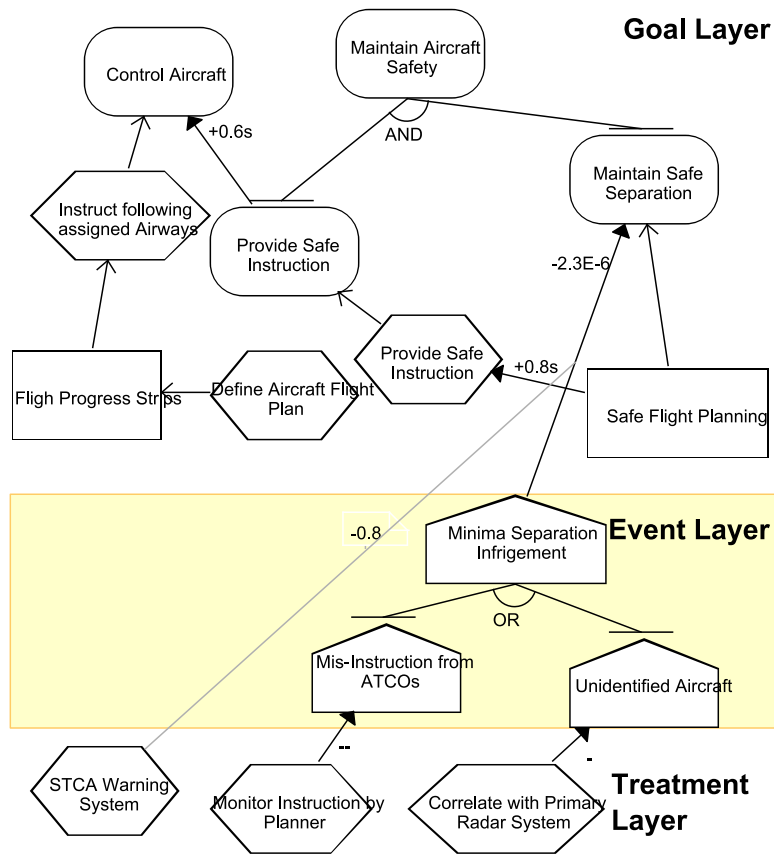 Goal Layer
Maintain Aircraft
Safety
Control Aircraft
+0.6s
AND
Maintain Safe
Separation
Instruct following
assigned Airways
Provide Safe
Instruction
-2.3E-6
Provide Safe
Instruction
+0.8s
Fligh Progress Strips
Define Aircraft Flight
Plan
Safe Flight Planning
Event Layer
-0.8
Minima Separation
Infrigement
OR
Mis-Instruction from
ATCOs
Unidentified Aircraft
--
-
STCA Warning
System
Monitor Instruction by
Planner
Correlate with Primary
Radar System
Treatment
Layer